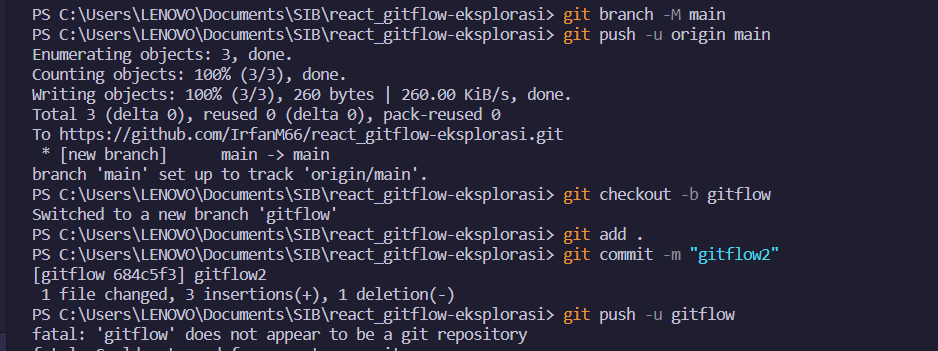 PS C:\Users\LENOVO\Documents\SIB\react_gitflow-eksplorasi> git branch -M main
PS C:\Users\LENOVO\Documents\SIB\react_gitflow-eksplorasi> git push -u origin main
Enumerating objects: 3, done.
Counting objects: 100% (3/3), done.
Writing objects: 100% (3/3), 260 bytes | 260.00 KiB/s, done.
Total 3 (delta 0), reused 0 (delta 0), pack-reused 0
To https://github.com/IrfanM66/react_gitflow-eksplorasi.git
 * [new branch]      main -> main
branch 'main' set up to track 'origin/main'.
PS C:\Users\LENOVO\Documents\SIB\react_gitflow-eksplorasi> git checkout -b gitflow
Switched to a new branch 'gitflow'
PS C:\Users\LENOVO\Documents\SIB\react_gitflow-eksplorasi> git add .
PS C:\Users\LENOVO\Documents\SIB\react_gitflow-eksplorasi> git commit -m "gitflow2"
[gitflow 684c5f3] gitflow2
 1 file changed, 3 insertions(+), 1 deletion(-)
PS C:\Users\LENOVO\Documents\SIB\react_gitflow-eksplorasi> git push -u gitflow
fatal: 'gitflow' does not appear to be a git repository